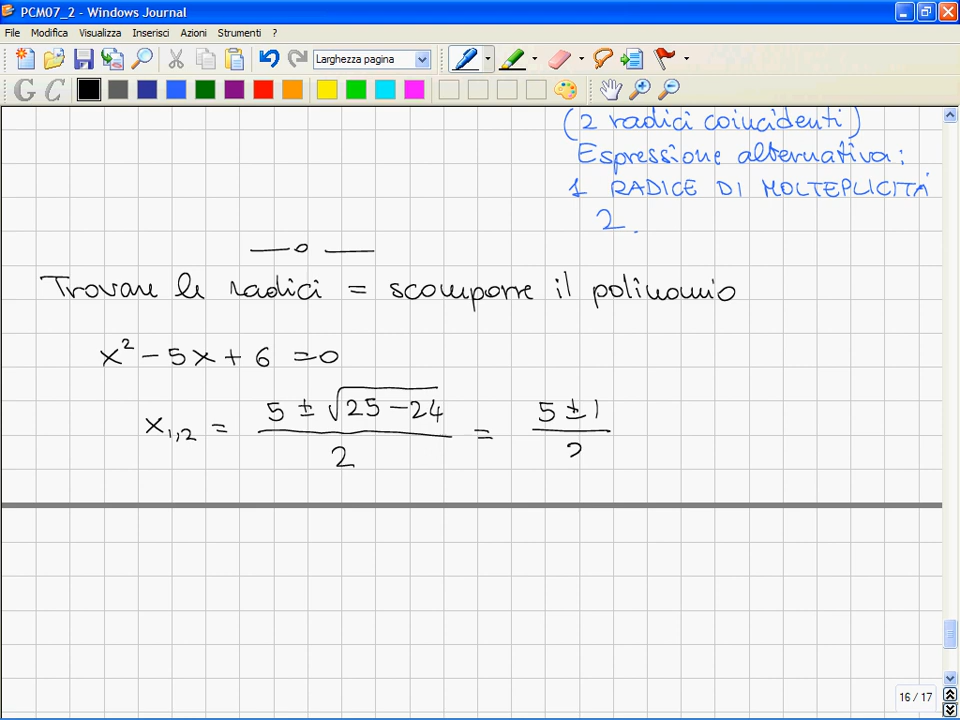 PCM07_2 - Windows Journal
File Modifica Visualizza Inserisci Azioni Strumenti ?
Larghezza pagina
G C
(2 radici coincidenti)
Espressione alternativa:
1 RADICE DI MOLTEPLICITÀ
2.
— o —
Trovare le radici = scomporre il polinomio
x² - 5x + 6 = 0
x₁,₂ = (5 ± √(25 - 24)) / 2 = (5 ± 1) / 2
16 / 17